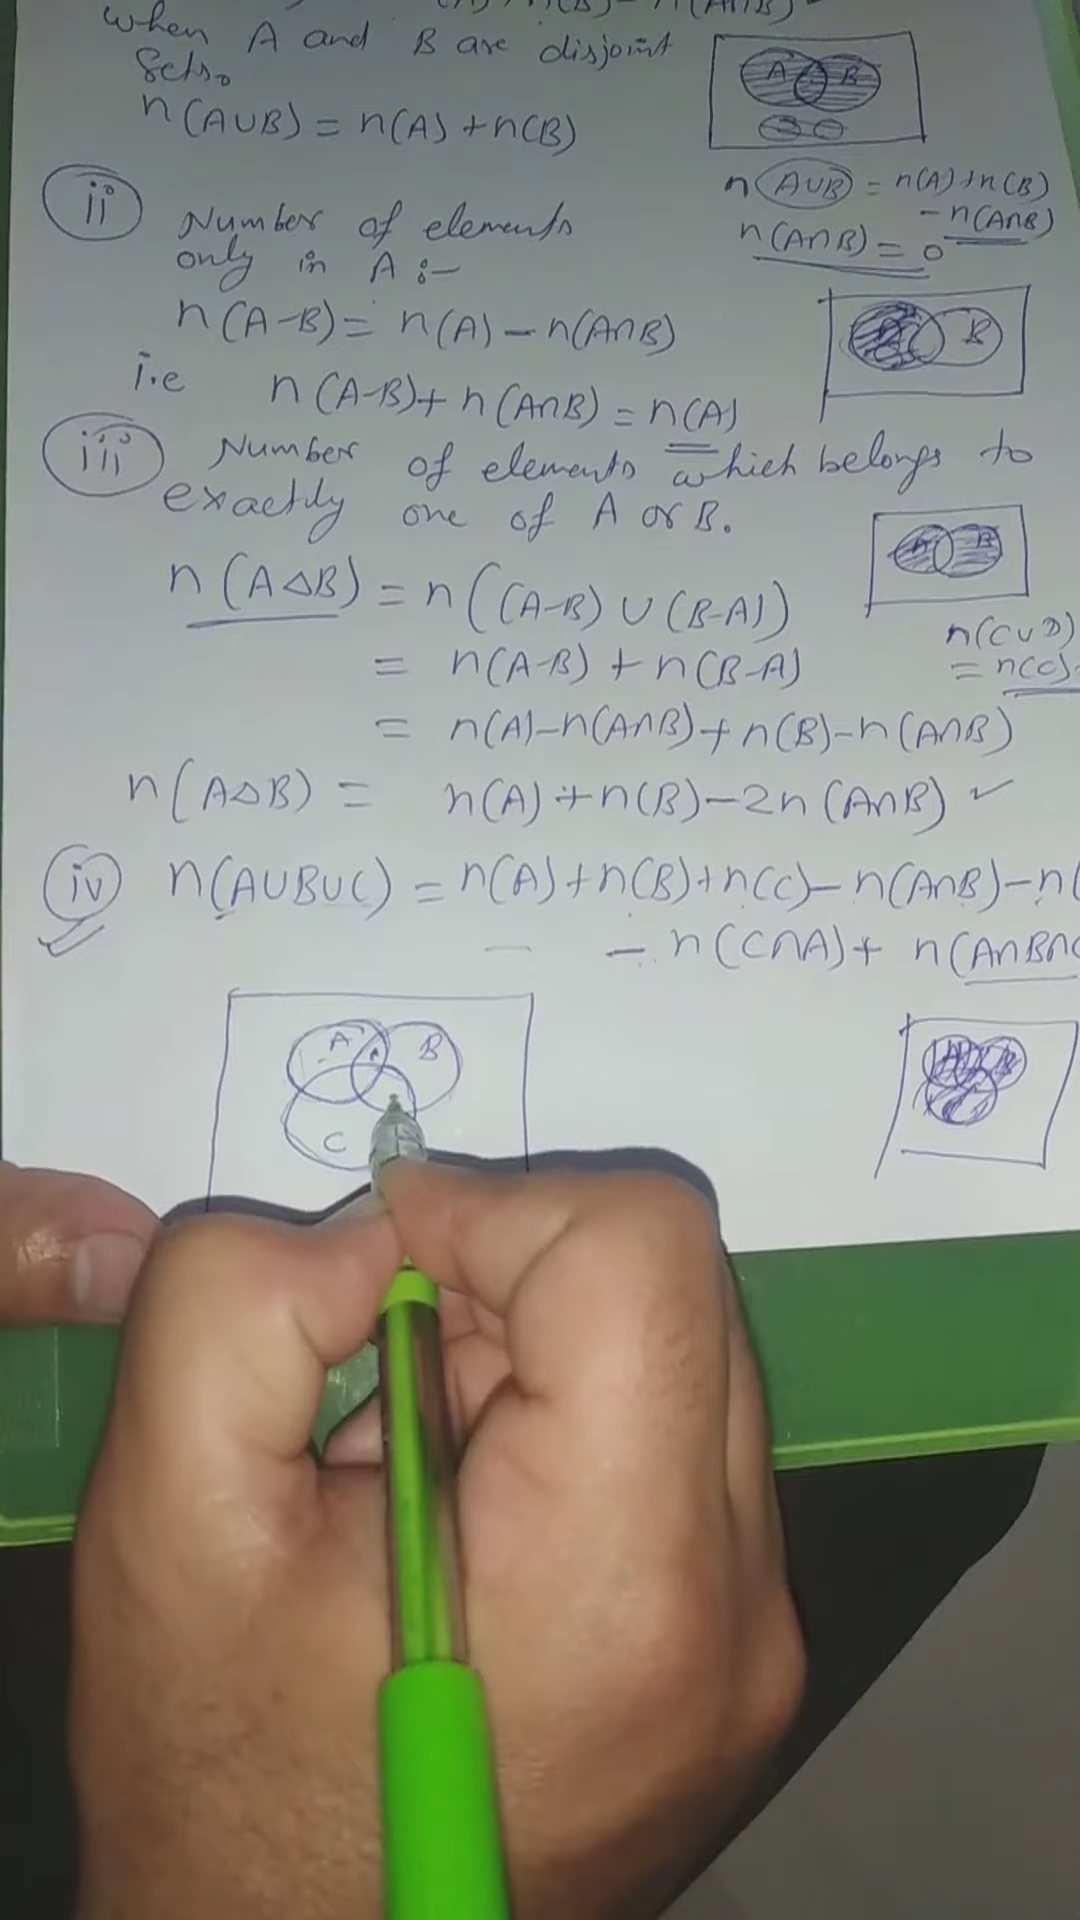 (A)+n(B)-n(A∩B)
when A and B are disjoint
Sets.
n(A∪B) = n(A) + n(B)
A B
n(A∪B) = n(A)+n(B)
- n(A∩B)
n(A∩B) = 0
ii Number of elements
only in A :-
n(A-B) = n(A) - n(A∩B)
A B
i.e n(A-B) + n(A∩B) = n(A)
iii Number of elements which belongs to
exactly one of A or B.
A B
n(A△B) = n((A-B) ∪ (B-A))
n(C∪D)
= n(C)
= n(A-B) + n(B-A)
= n(A)-n(A∩B)+n(B)-n(A∩B)
n(A△B) = n(A)+n(B)-2n(A∩B) ✓
iv n(A∪B∪C) = n(A)+n(B)+n(C)-n(A∩B)-n(
- n(C∩A)+ n(A∩B∩C
A B
C
A B
C